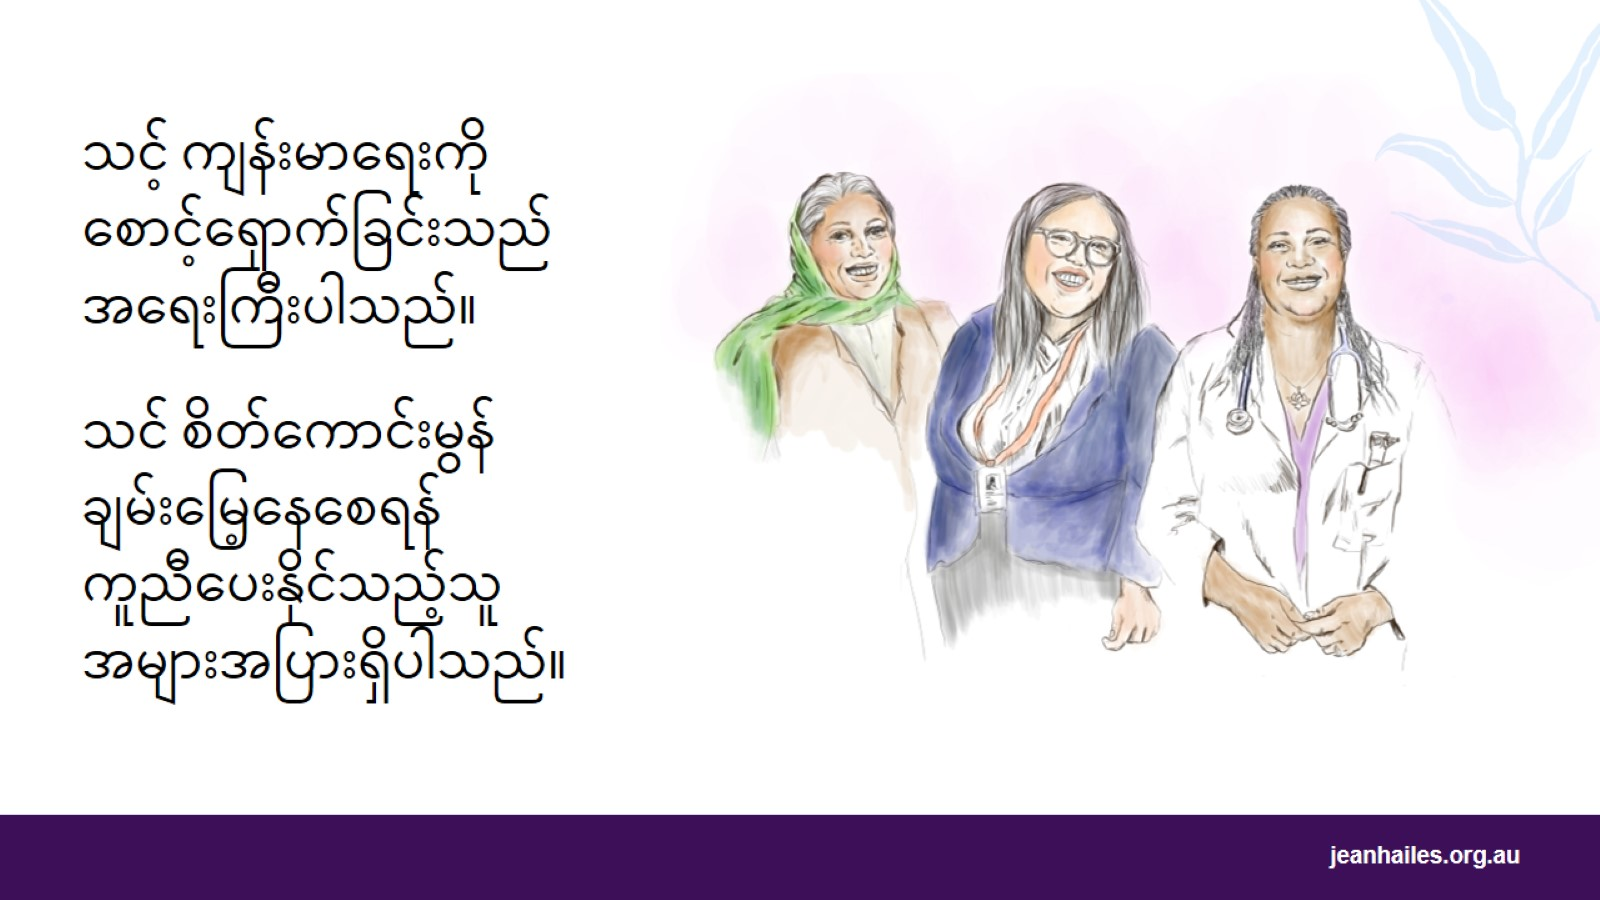 သင့် ကျန်းမာရေးကို
စောင့်ရှောက်ခြင်းသည်
အရေးကြီးပါသည်။
သင် စိတ်ကောင်းမွန်
ချမ်းမြေ့နေစေရန်
ကူညီပေးနိုင်သည့်သူ
အများအပြားရှိပါသည်။
jeanhailes.org.au